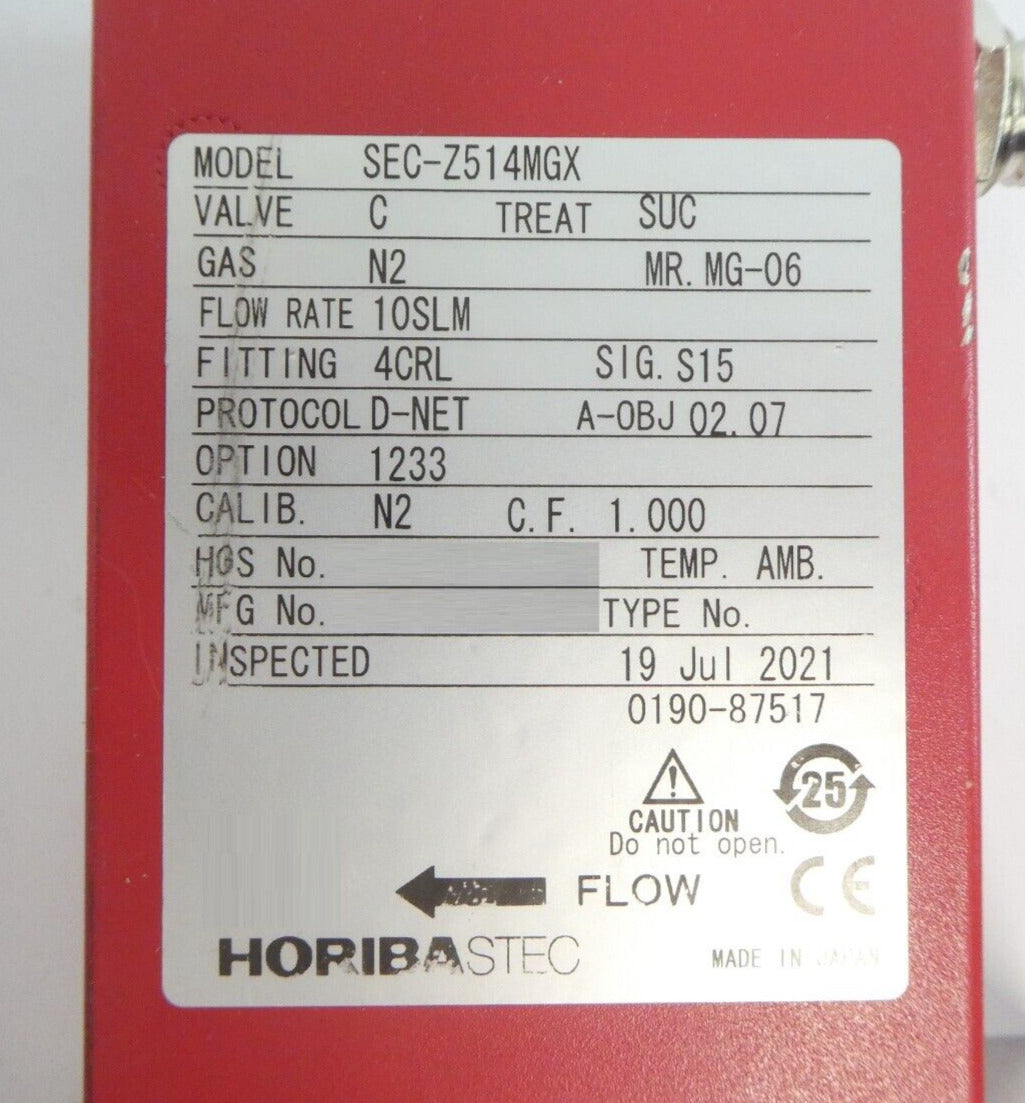 MODEL SEC-Z514MGX
VALVE C TREAT SUC
GAS N2 MR. MG-06
FLOW RATE 10SLM
FITTING 4CRL SIG. S15
PROTOCOL D-NET A-OBJ 02.07
OPTION 1233
CALIB. N2 C.F. 1.000
HGS No. TEMP. AMB.
MFG No. TYPE No.
INSPECTED 19 Jul 2021
0190-87517
25
CAUTION
Do not open.
FLOW
CE
HORIBASTEC
MADE IN JAPAN